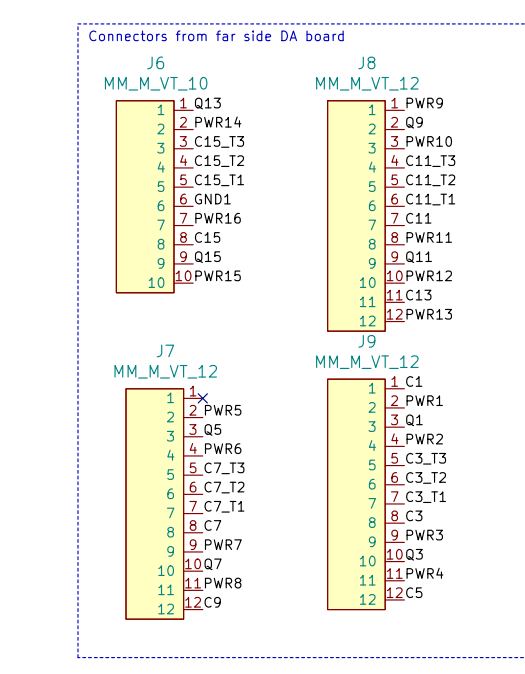 Connectors from far side DA board
J6
MM_M_VT_10
1 1 Q13
2 2 PWR14
3 3 C15_T3
4 4 C15_T2
5 5 C15_T1
6 6 GND1
7 7 PWR16
8 8 C15
9 9 Q15
10 10 PWR15
J8
MM_M_VT_12
1 1 PWR9
2 2 Q9
3 3 PWR10
4 4 C11_T3
5 5 C11_T2
6 6 C11_T1
7 7 C11
8 8 PWR11
9 9 Q11
10 10 PWR12
11 11 C13
12 12 PWR13
J7
MM_M_VT_12
1 1
2 2 PWR5
3 3 Q5
4 4 PWR6
5 5 C7_T3
6 6 C7_T2
7 7 C7_T1
8 8 C7
9 9 PWR7
10 10 Q7
11 11 PWR8
12 12 C9
J9
MM_M_VT_12
1 1 C1
2 2 PWR1
3 3 Q1
4 4 PWR2
5 5 C3_T3
6 6 C3_T2
7 7 C3_T1
8 8 C3
9 9 PWR3
10 10 Q3
11 11 PWR4
12 12 C5